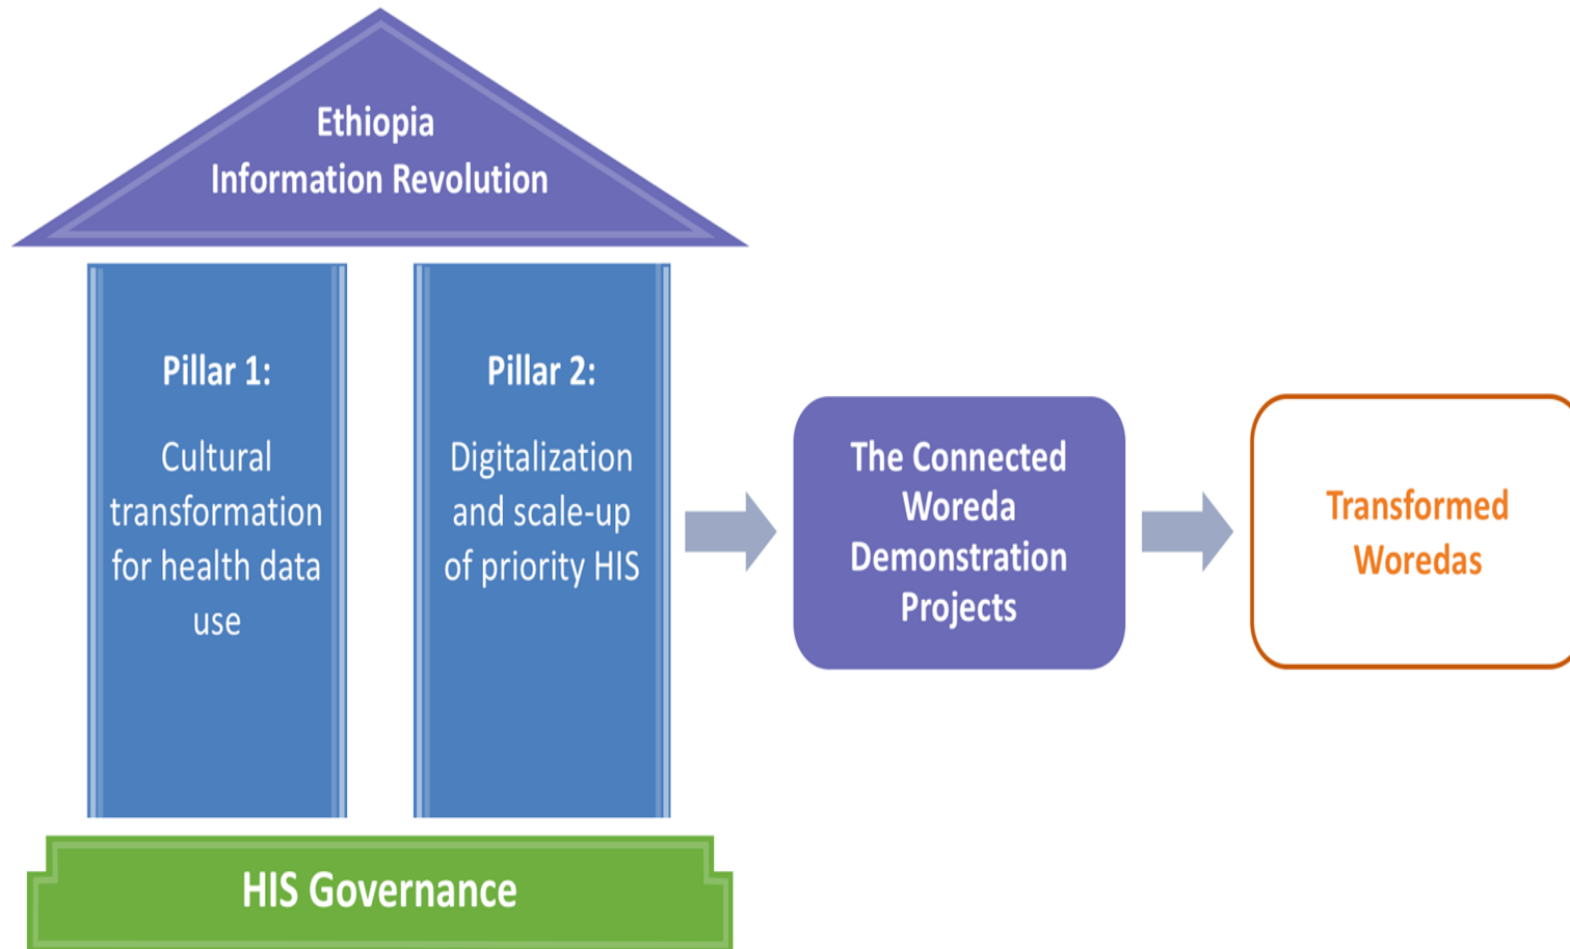 Ethiopia
Information Revolution
Pillar 1:
Cultural
transformation
for health data
use
Pillar 2:
Digitalization
and scale-up
of priority HIS
The Connected
Woreda
Demonstration
Projects
Transformed
Woredas
HIS Governance